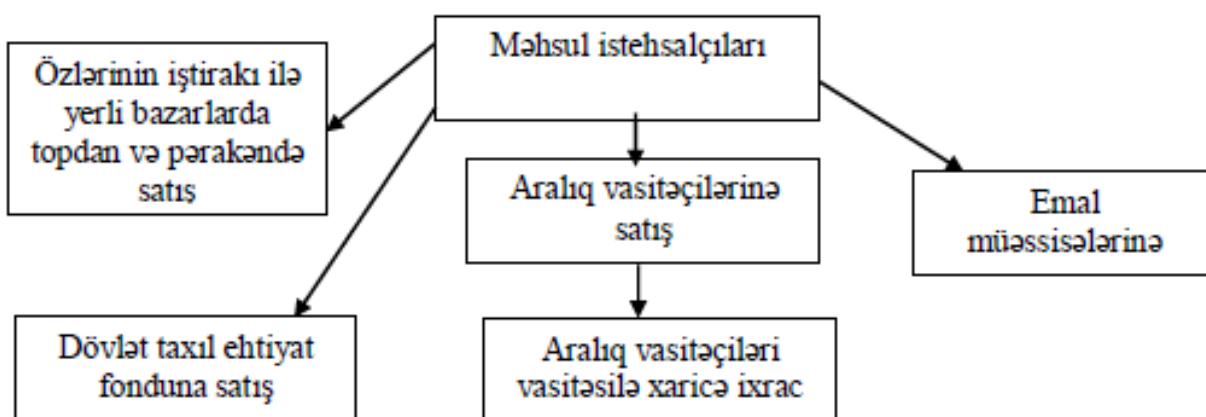 Məhsul istehsalçıları
Özlərinin iştirakı ilə
yerli bazarlarda
topdan və pərakəndə
satış
Aralıq vasitəçilərinə
satış
Emal
müəssisələrinə
Dövlət taxıl ehtiyat
fonduna satış
Aralıq vasitəçiləri
vasitəsilə xaricə ixrac